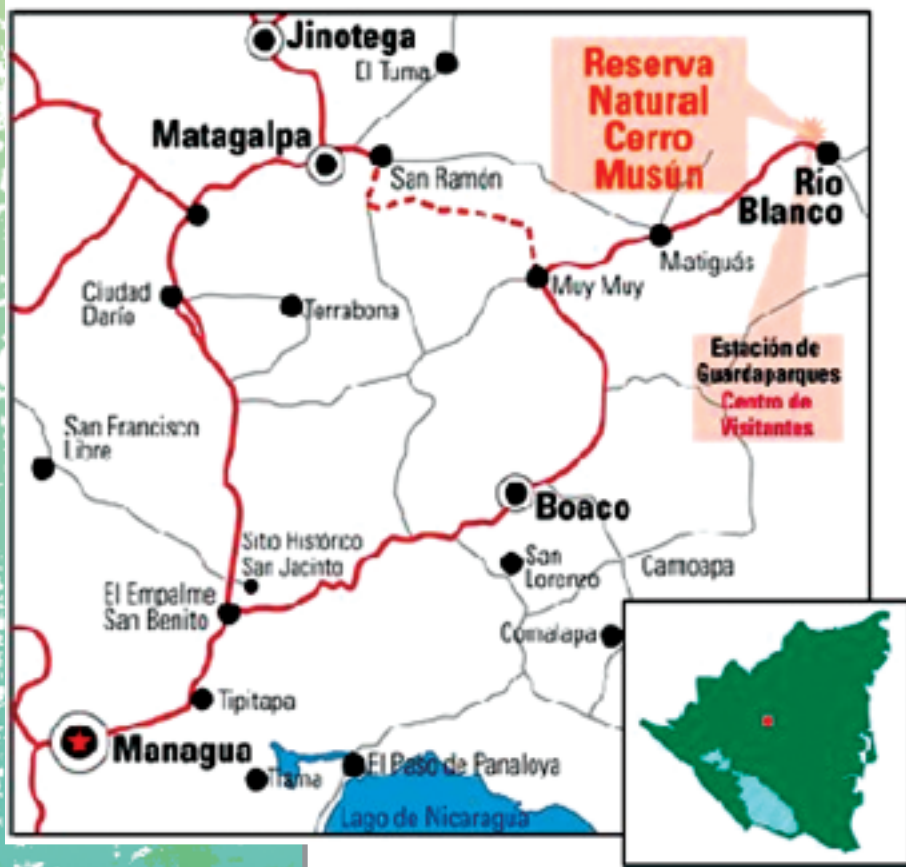 Jinotega
El Tuma
Reserva
Natural
Cerro
Musún
Matagalpa
San Ramón
Río
Blanco
Matiguás
Muy Muy
Ciudad
Darío
Terrabona
Estación de
Guardaparques
Centro de
Visitantes
San Francisco
Libre
Boaco
Sitio Histórico
San Jacinto
San
Lorenzo
Camoapa
El Empalme
San Benito
Comalapa
Tipitapa
Managua
El Paso de Panaloya
Lago de Nicaragua